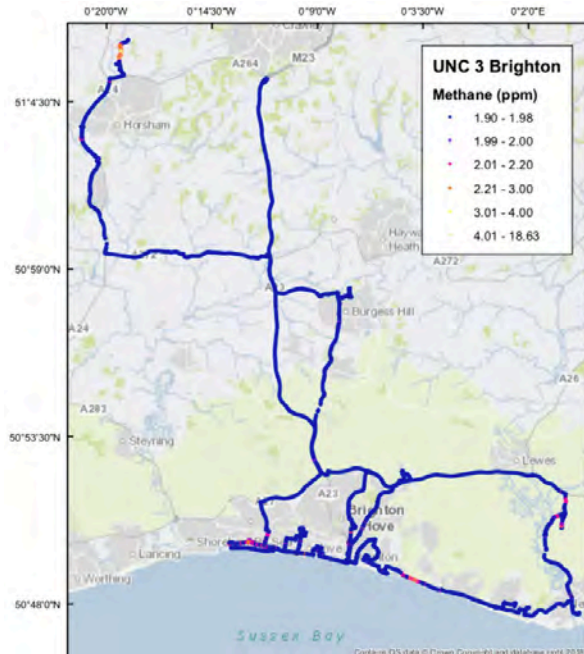 0°20'0"W 0°14'30"W 0°9'0"W 0°3'30"W 0°2'0"E
UNC 3 Brighton
Methane (ppm)
1.90 - 1.98
1.99 - 2.00
2.01 - 2.20
2.21 - 3.00
3.01 - 4.00
4.01 - 18.63
A264
M23
51°4'30"N
Horsham
Heath
A272
50°59'0"N
Burgess Hill
A24
A283
50°53'30"N
Steyning
Lewes
A23
Brighton
Hove
Lancing
Worthing
50°48'0"N
Sussex Bay